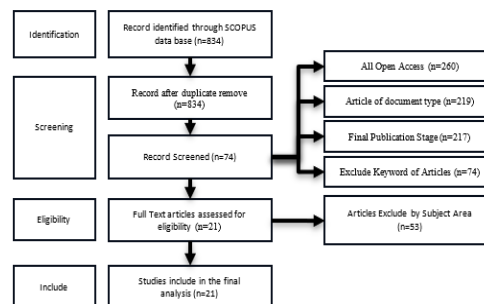 Identification
Record identified through SCOPUS
data base (n=834)
Screening
Record after duplicate remove
(n=834)
Record Screened (n=74)
All Open Access (n=260)
Article of document type (n=219)
Final Publication Stage (n=217)
Exclude Keyword of Articles (n=74)
Eligibility
Full Text articles assessed for
eligibility (n=21)
Articles Exclude by Subject Area
(n=53)
Include
Studies include in the final
analysis (n=21)